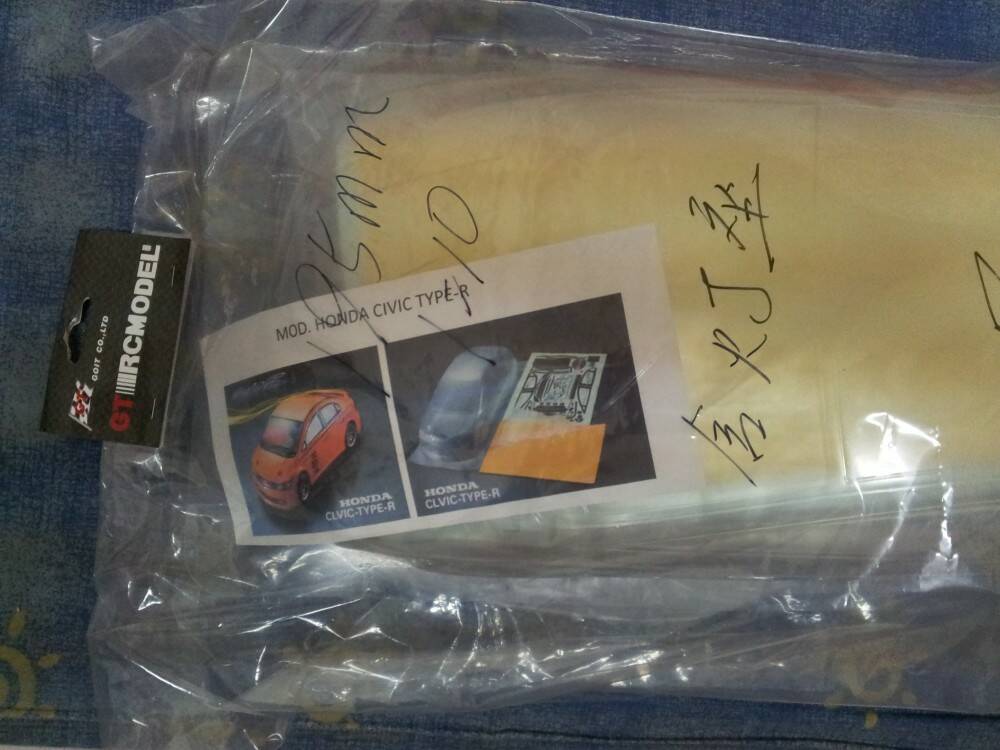 GOIT CO.,LTD
GT RCMODEL
195mm
1:10
MOD. HONDA CIVIC TYPE-R
HONDA
CLVIC-TYPE-R
HONDA
CLVIC-TYPE-R